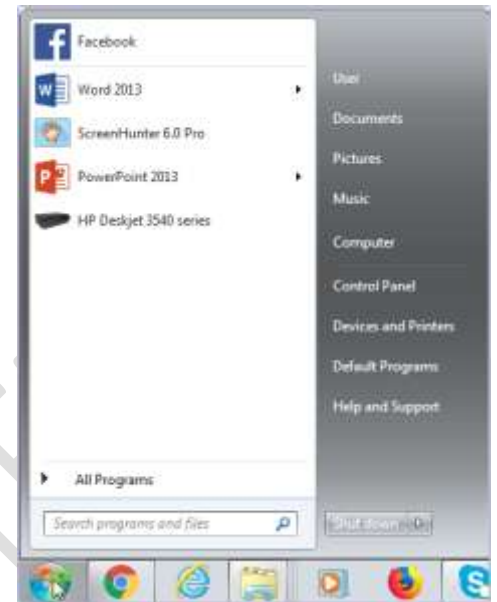 Facebook
Word 2013
ScreenHunter 6.0 Pro
PowerPoint 2013
HP Deskjet 3540 series
All Programs
Search programs and files
User
Documents
Pictures
Music
Computer
Control Panel
Devices and Printers
Default Programs
Help and Support
Shut down